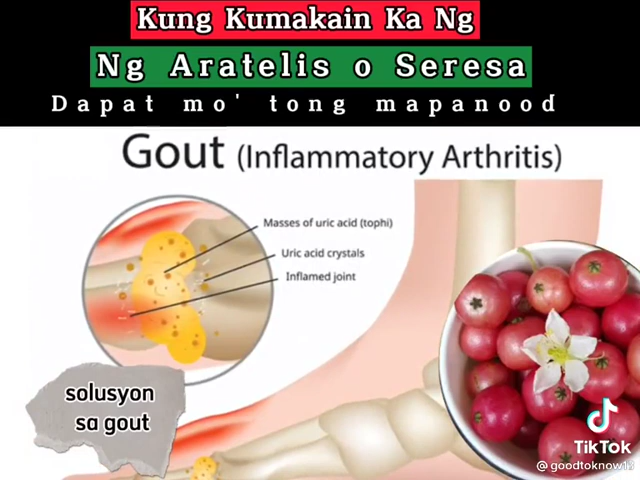 Kung Kumakain Ka Ng
Ng Aratelis o Seresa
Dapat mo' tong mapanood
Gout (Inflammatory Arthritis)
Masses of uric acid (tophi)
Uric acid crystals
Inflamed joint
solusyon
sa gout
TikTok
@goodtoknow13